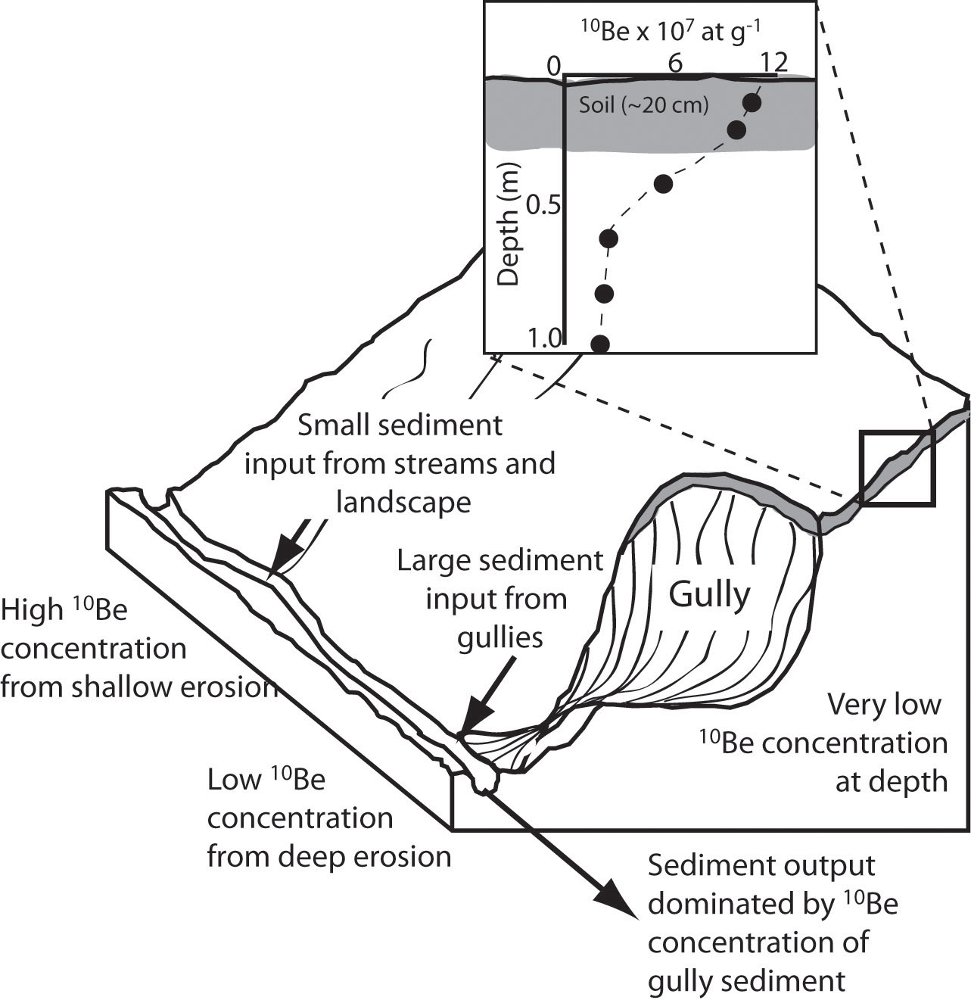 ¹⁰Be x 10⁷ at g⁻¹
0 6 12
Soil (~20 cm)
Depth (m)
0.5
1.0
Small sediment
input from streams and
landscape
Large sediment
input from
gullies
Gully
High ¹⁰Be
concentration
from shallow erosion
Very low
¹⁰Be concentration
at depth
Low ¹⁰Be
concentration
from deep erosion
Sediment output
dominated by ¹⁰Be
concentration of
gully sediment